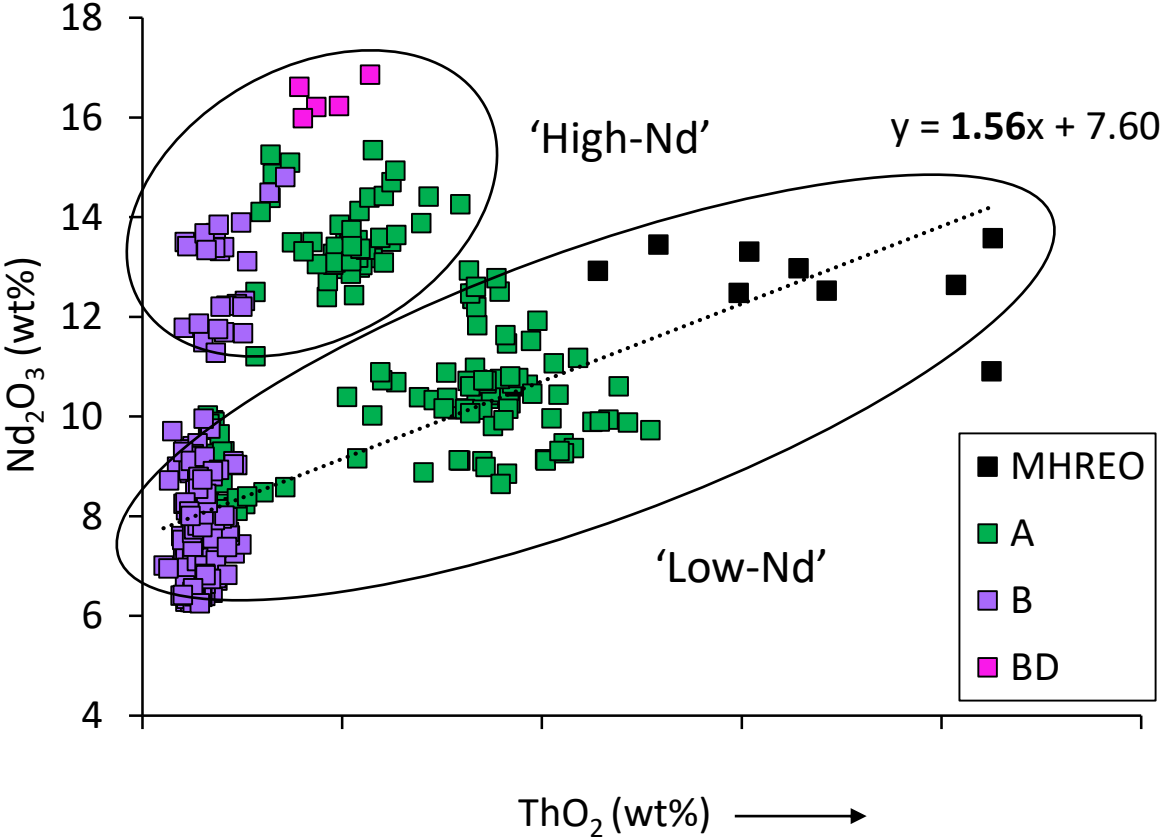 18
16
14
12
10
8
6
4
Nd₂O₃ (wt%)
'High-Nd'
y = 1.56x + 7.60
'Low-Nd'
MHREO
A
B
BD
ThO₂ (wt%)